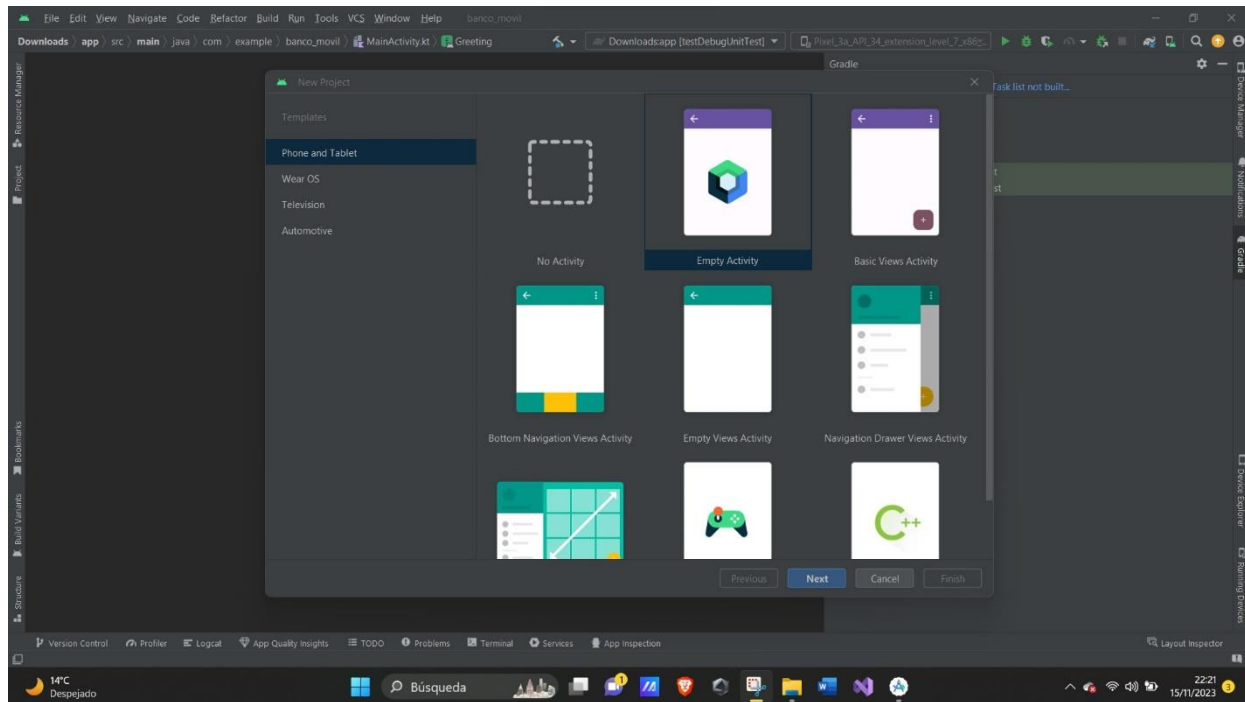 File Edit View Navigate Code Refactor Build Run Tools VCS Window Help banco_movil
Downloads app src main java com example banco_movil MainActivity.kt Greeting Downloads:app [testDebugUnitTest] Pixel_3a_API_34_extension_level_7_x86
Gradle
Task list not built...
New Project
Templates
Phone and Tablet
Wear OS
Television
Automotive
No Activity
Empty Activity
Basic Views Activity
Bottom Navigation Views Activity
Empty Views Activity
Navigation Drawer Views Activity
C++
Previous Next Cancel Finish
Resource Manager
Project
Bookmarks
Build Variants
Structure
Device Manager
Notifications
Gradle
Device Explorer
Running Devices
Version Control Profiler Logcat App Quality Insights TODO Problems Terminal Services App Inspection Layout Inspector
14°C
Despejado
Búsqueda
1
22:21
15/11/2023
3